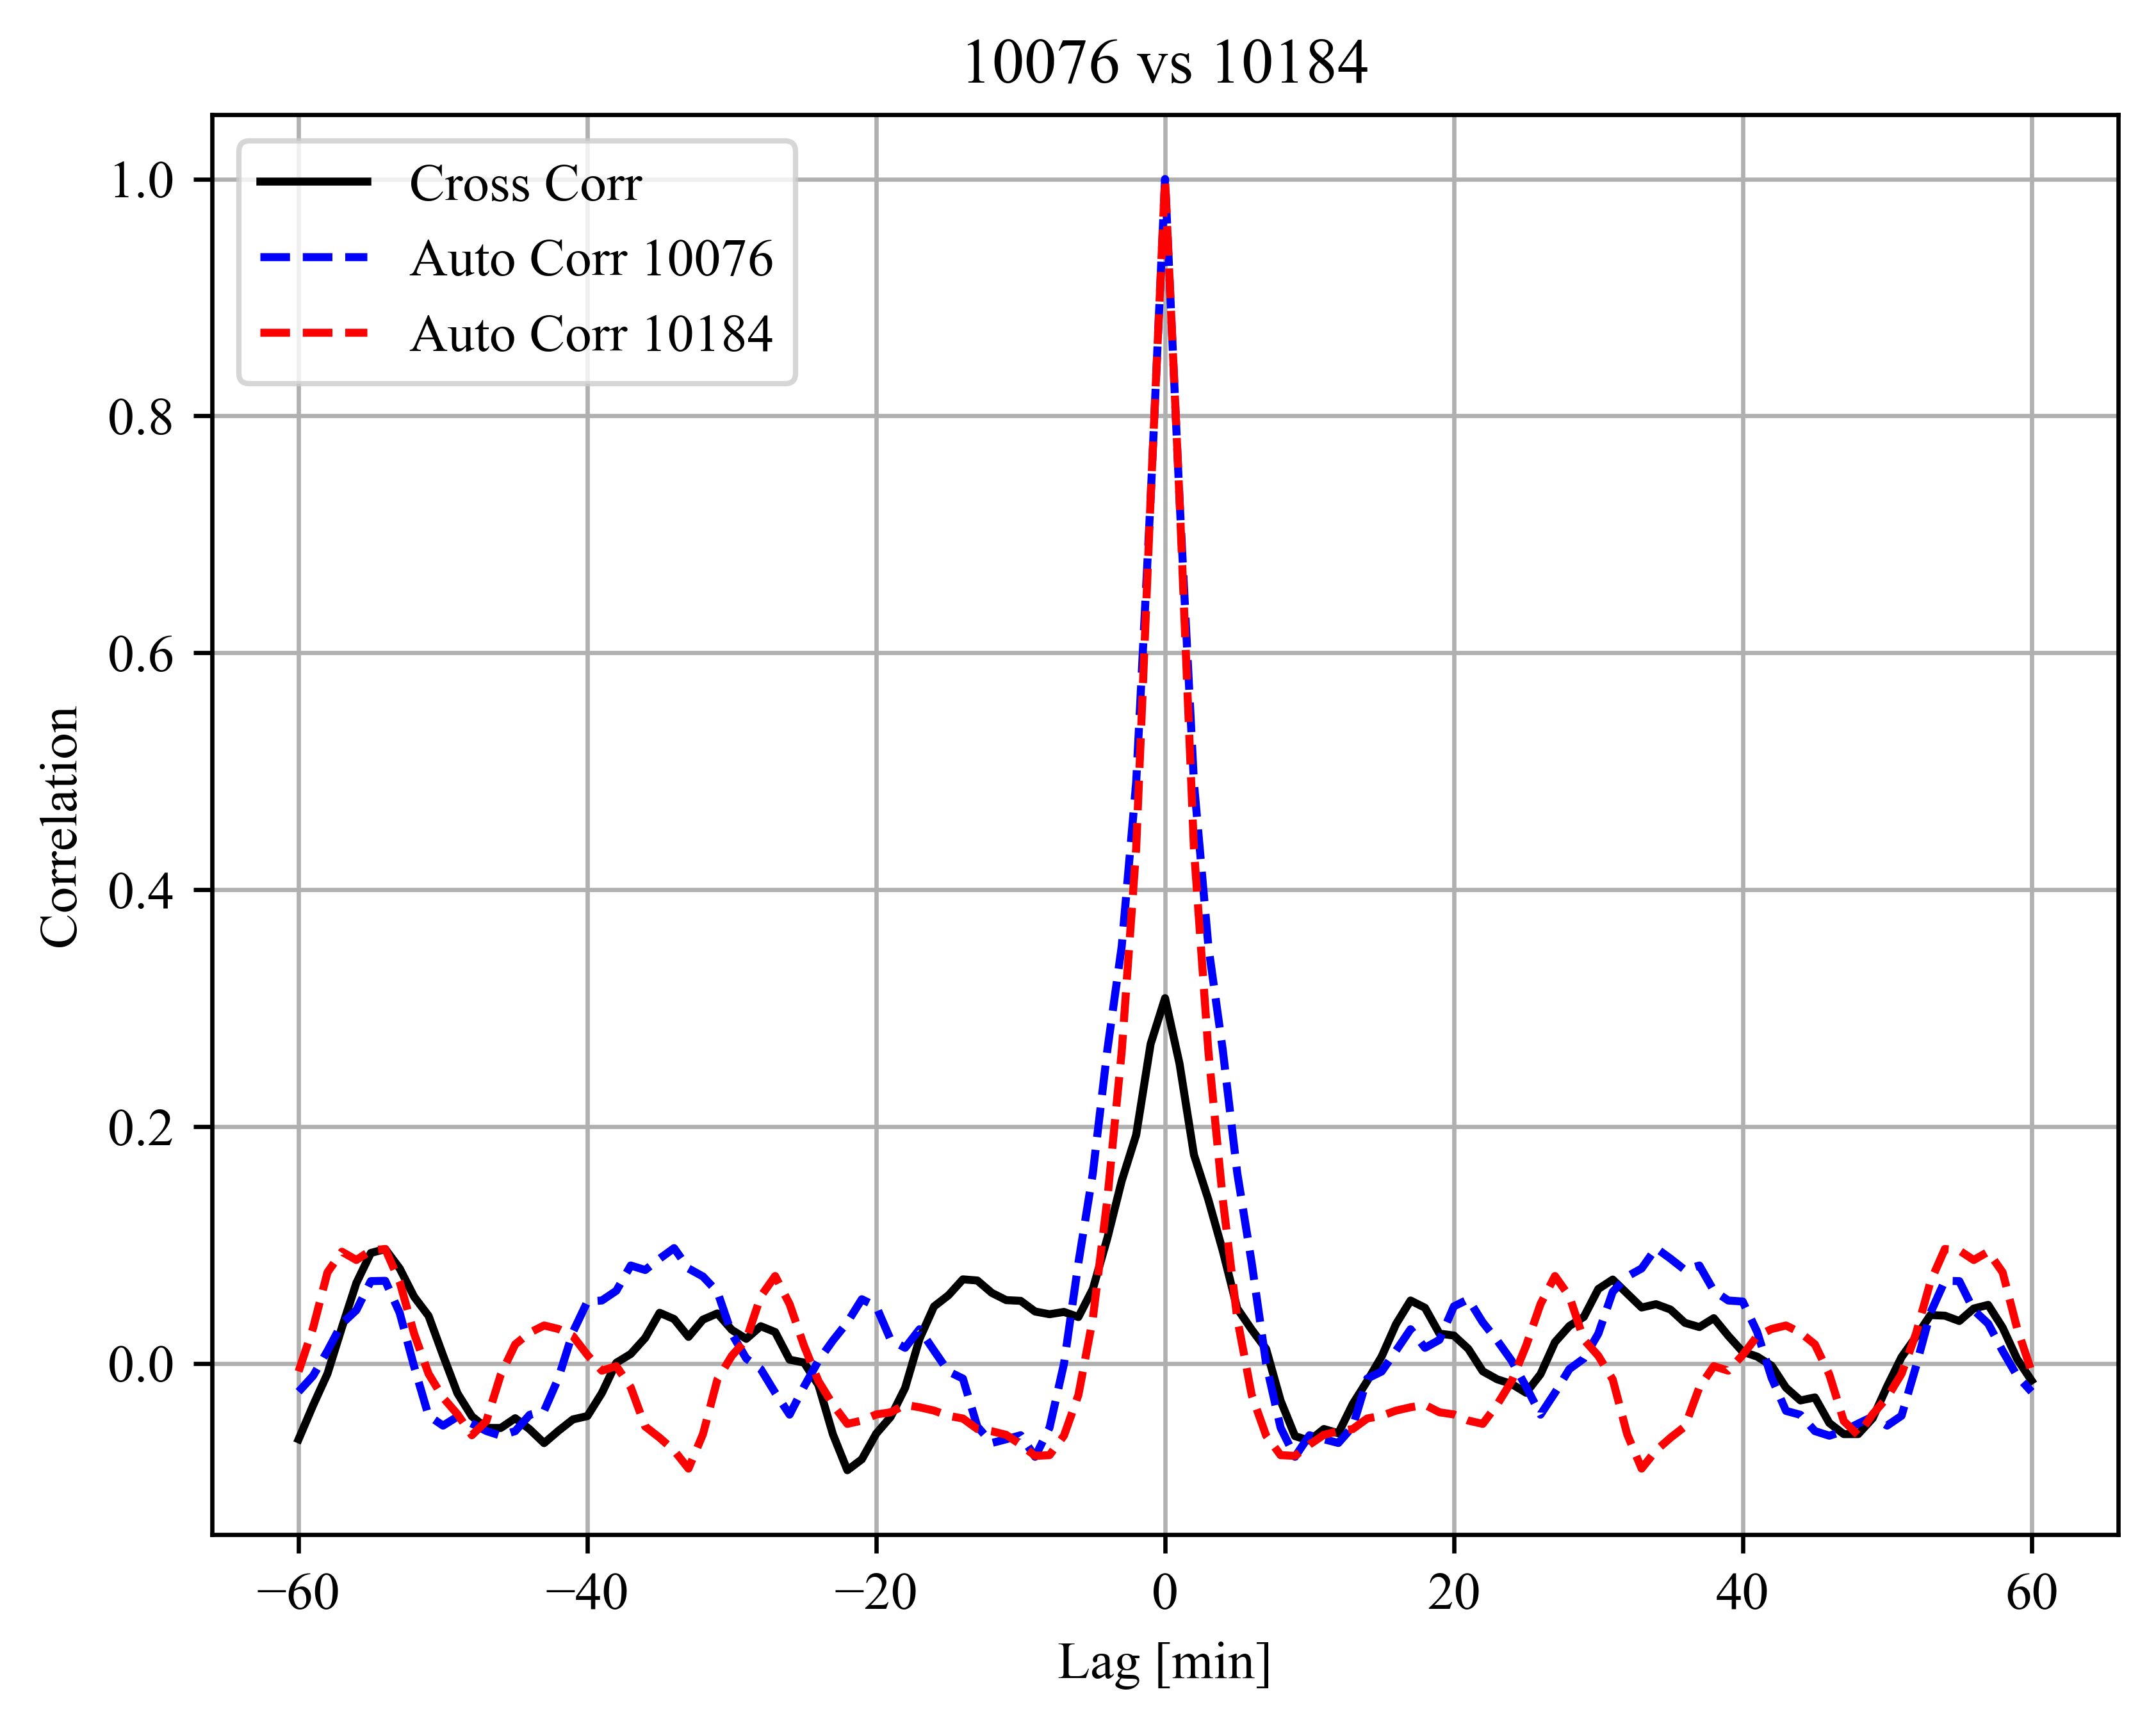 10076 vs 10184
Cross Corr
Auto Corr 10076
Auto Corr 10184
1.0
0.8
0.6
0.4
0.2
0.0
Correlation
−60
−40
−20
0
20
40
60
Lag [min]